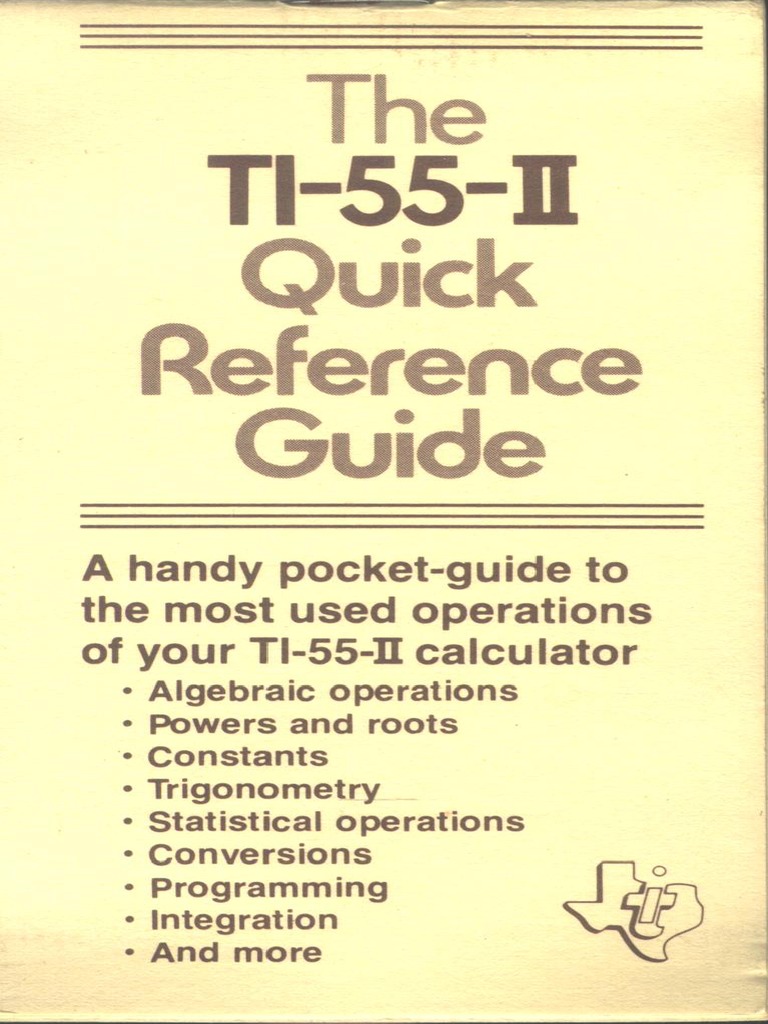 The
TI-55-II
Quick
Reference
Guide
A handy pocket-guide to
the most used operations
of your TI-55-II calculator
· Algebraic operations
· Powers and roots
· Constants
· Trigonometry
· Statistical operations
· Conversions
· Programming
· Integration
· And more